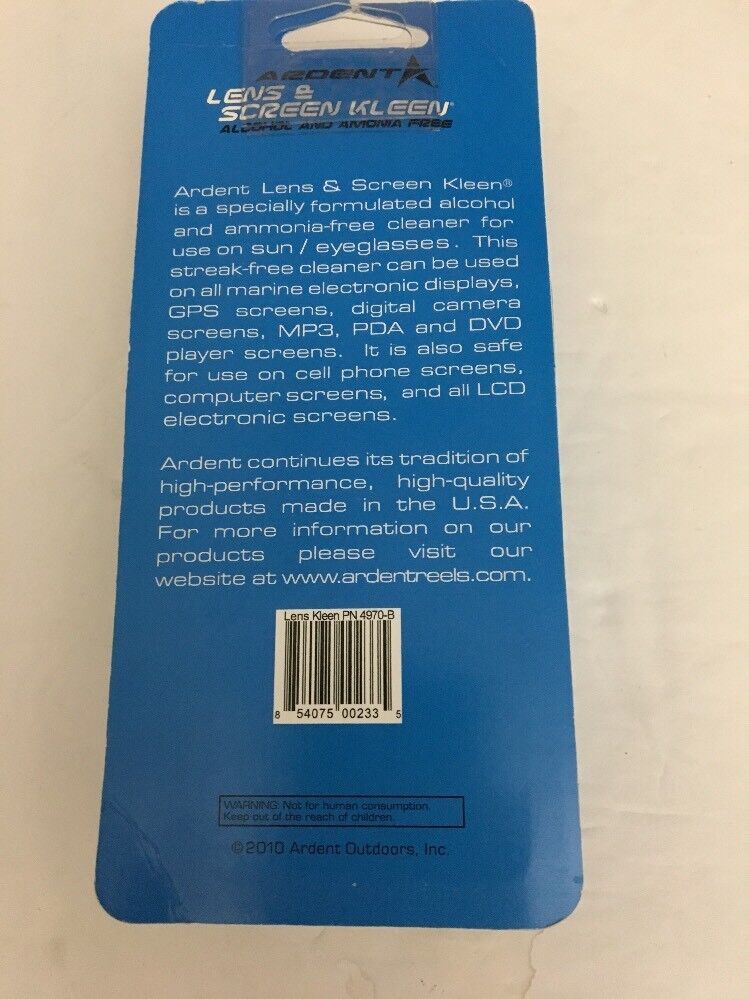 ARDENT
LENS &
SCREEN KLEEN®
ALCOHOL AND AMONIA FREE
Ardent Lens & Screen Kleen®
is a specially formulated alcohol
and ammonia-free cleaner for
use on sun / eyeglasses. This
streak-free cleaner can be used
on all marine electronic displays,
GPS screens, digital camera
screens, MP3, PDA and DVD
player screens. It is also safe
for use on cell phone screens,
computer screens, and all LCD
electronic screens.
Ardent continues its tradition of
high-performance, high-quality
products made in the U.S.A.
For more information on our
products please visit our
website at www.ardentreels.com.
Lens Kleen PN 4970-B
8 54075 00233 5
WARNING: Not for human consumption.
Keep out of the reach of children.
©2010 Ardent Outdoors, Inc.